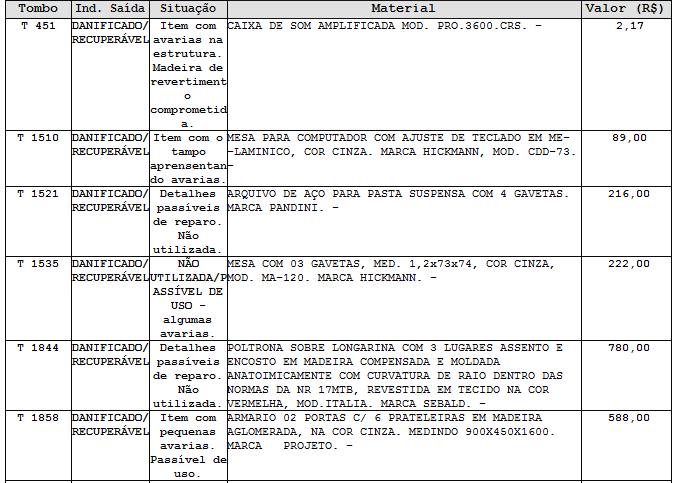 Tombo Ind. Saída Situação Material Valor (R$)
T 451 DANIFICADO/ Item com CAIXA DE SOM AMPLIFICADA MOD. PRO.3600.CRS. - 2,17
RECUPERÁVEL avarias na
estrutura.
Madeira de
revertiment
o
comprometid
a.
T 1510 DANIFICADO/ Item com o MESA PARA COMPUTADOR COM AJUSTE DE TECLADO EM ME- 89,00
RECUPERÁVEL tampo -LAMINICO, COR CINZA. MARCA HICKMANN, MOD. CDD-73.
aprensentan -
do avarias.
T 1521 DANIFICADO/ Detalhes ARQUIVO DE AÇO PARA PASTA SUSPENSA COM 4 GAVETAS. 216,00
RECUPERÁVEL passíveis MARCA PANDINI. -
de reparo.
Não
utilizada.
T 1535 DANIFICADO/ NÃO MESA COM 03 GAVETAS, MED. 1,2x73x74, COR CINZA, 222,00
RECUPERÁVEL UTILIZADA/P MOD. MA-120. MARCA HICKMANN. -
ASSÍVEL DE
USO -
algumas
avarias.
T 1844 DANIFICADO/ Detalhes POLTRONA SOBRE LONGARINA COM 3 LUGARES ASSENTO E 780,00
RECUPERÁVEL passíveis ENCOSTO EM MADEIRA COMPENSADA E MOLDADA
de reparo. ANATOIMICAMENTE COM CURVATURA DE RAIO DENTRO DAS
Não NORMAS DA NR 17MTB, REVESTIDA EM TECIDO NA COR
utilizada. VERMELHA, MOD.ITALIA. MARCA SEBALD. -
T 1858 DANIFICADO/ Item com ARMARIO 02 PORTAS C/ 6 PRATELEIRAS EM MADEIRA 588,00
RECUPERÁVEL pequenas AGLOMERADA, NA COR CINZA. MEDINDO 900X450X1600.
avarias. MARCA PROJETO. -
Passível de
uso.